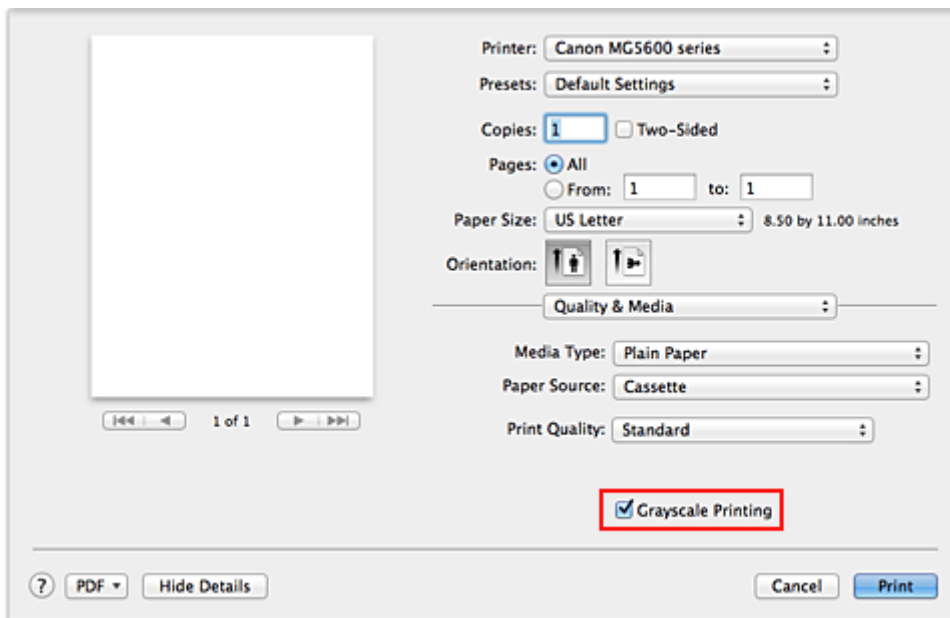 Printer: Canon MG5600 series
Presets: Default Settings
Copies: 1 Two-Sided
Pages: All
From: 1 to: 1
Paper Size: US Letter 8.50 by 11.00 inches
Orientation:
Quality & Media
Media Type: Plain Paper
Paper Source: Cassette
1 of 1
Print Quality: Standard
Grayscale Printing
? PDF Hide Details Cancel Print